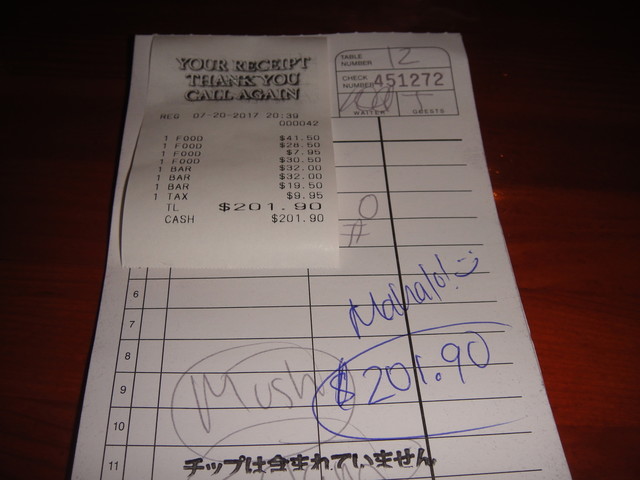 YOUR RECEIPT
THANK YOU
CALL AGAIN
REG 07-20-2017 20:39
000042
1 FOOD $41.50
1 FOOD $28.50
1 FOOD $7.95
1 FOOD $30.50
1 BAR $32.00
1 BAR $32.00
1 BAR $19.50
1 TAX $9.95
TL $201.90
CASH $201.90
TABLE NUMBER 12
CHECK NUMBER 451272
WAITER GUESTS
0
#
6
Mahalo! :)
7
8
$201.90
9
Mush
10
11
チップは含まれていません